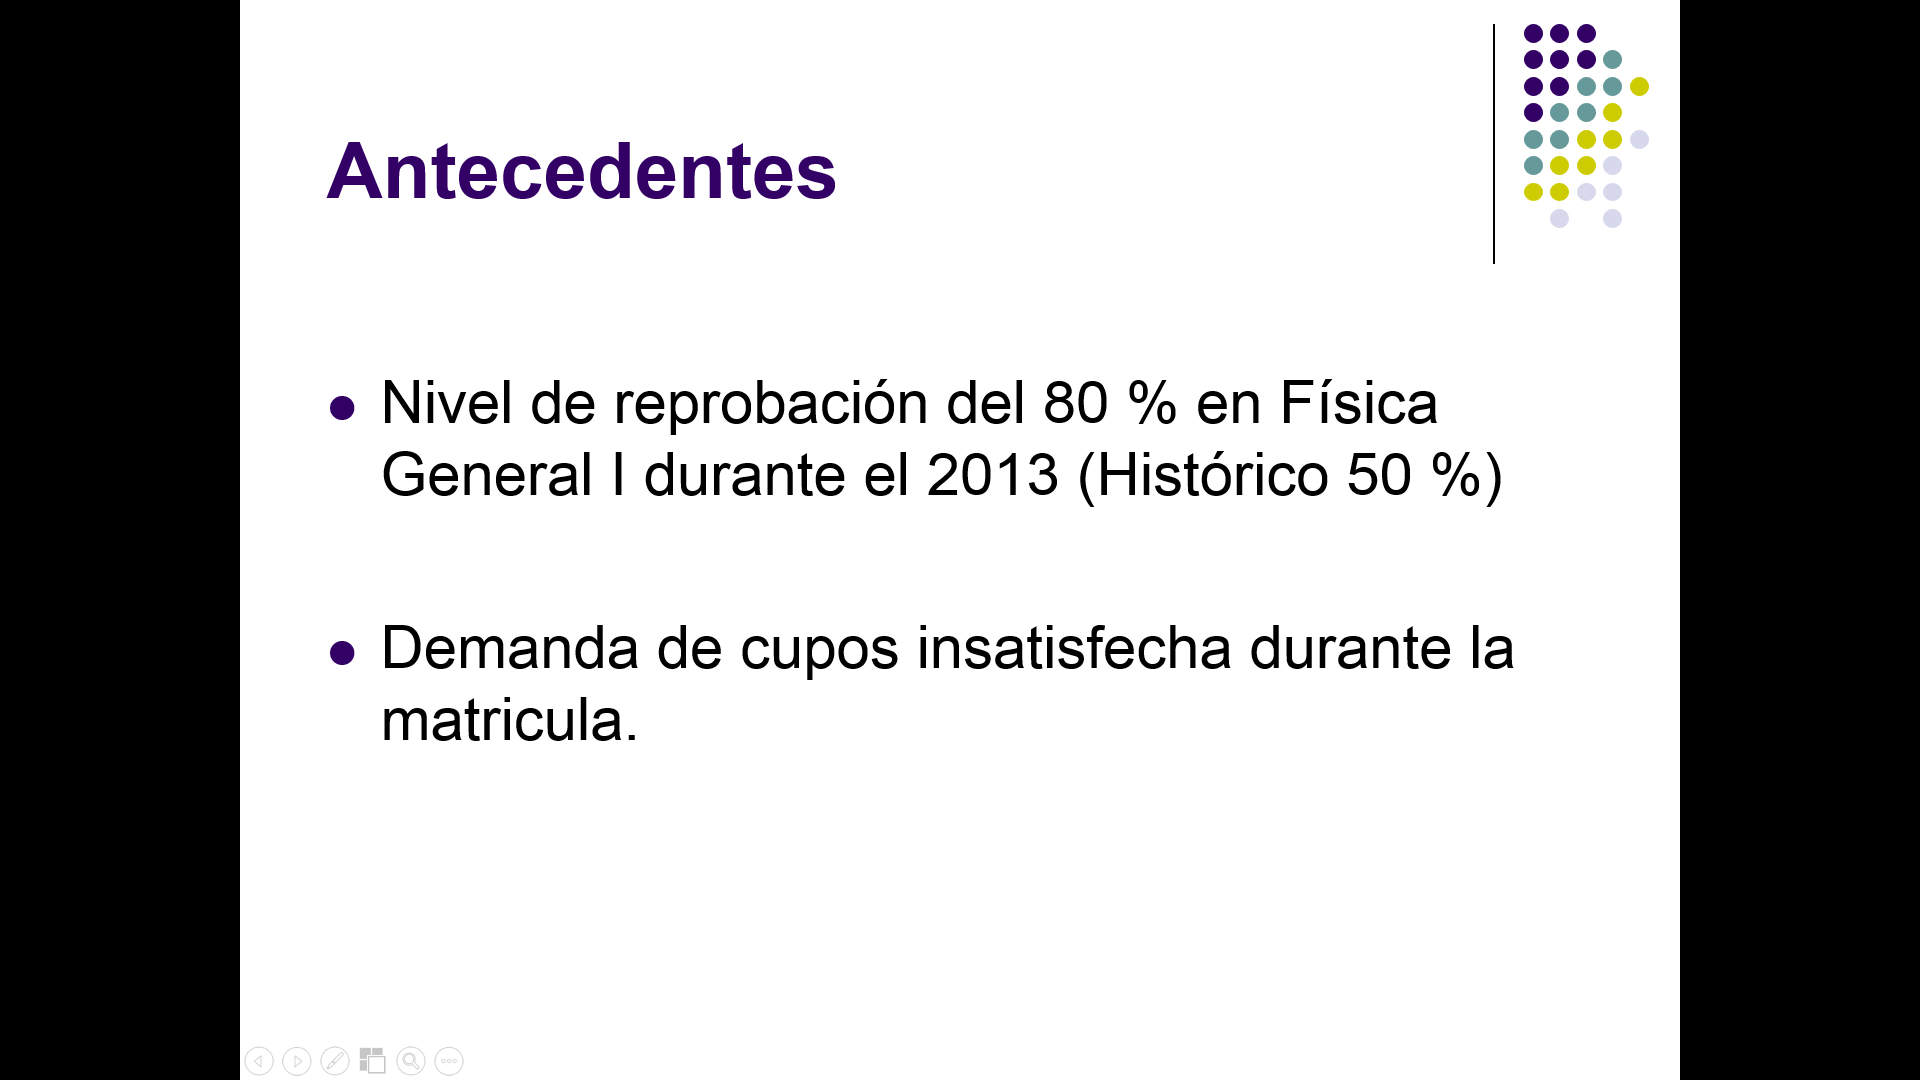 Antecedentes
● Nivel de reprobación del 80 % en Física
General I durante el 2013 (Histórico 50 %)
● Demanda de cupos insatisfecha durante la
matricula.